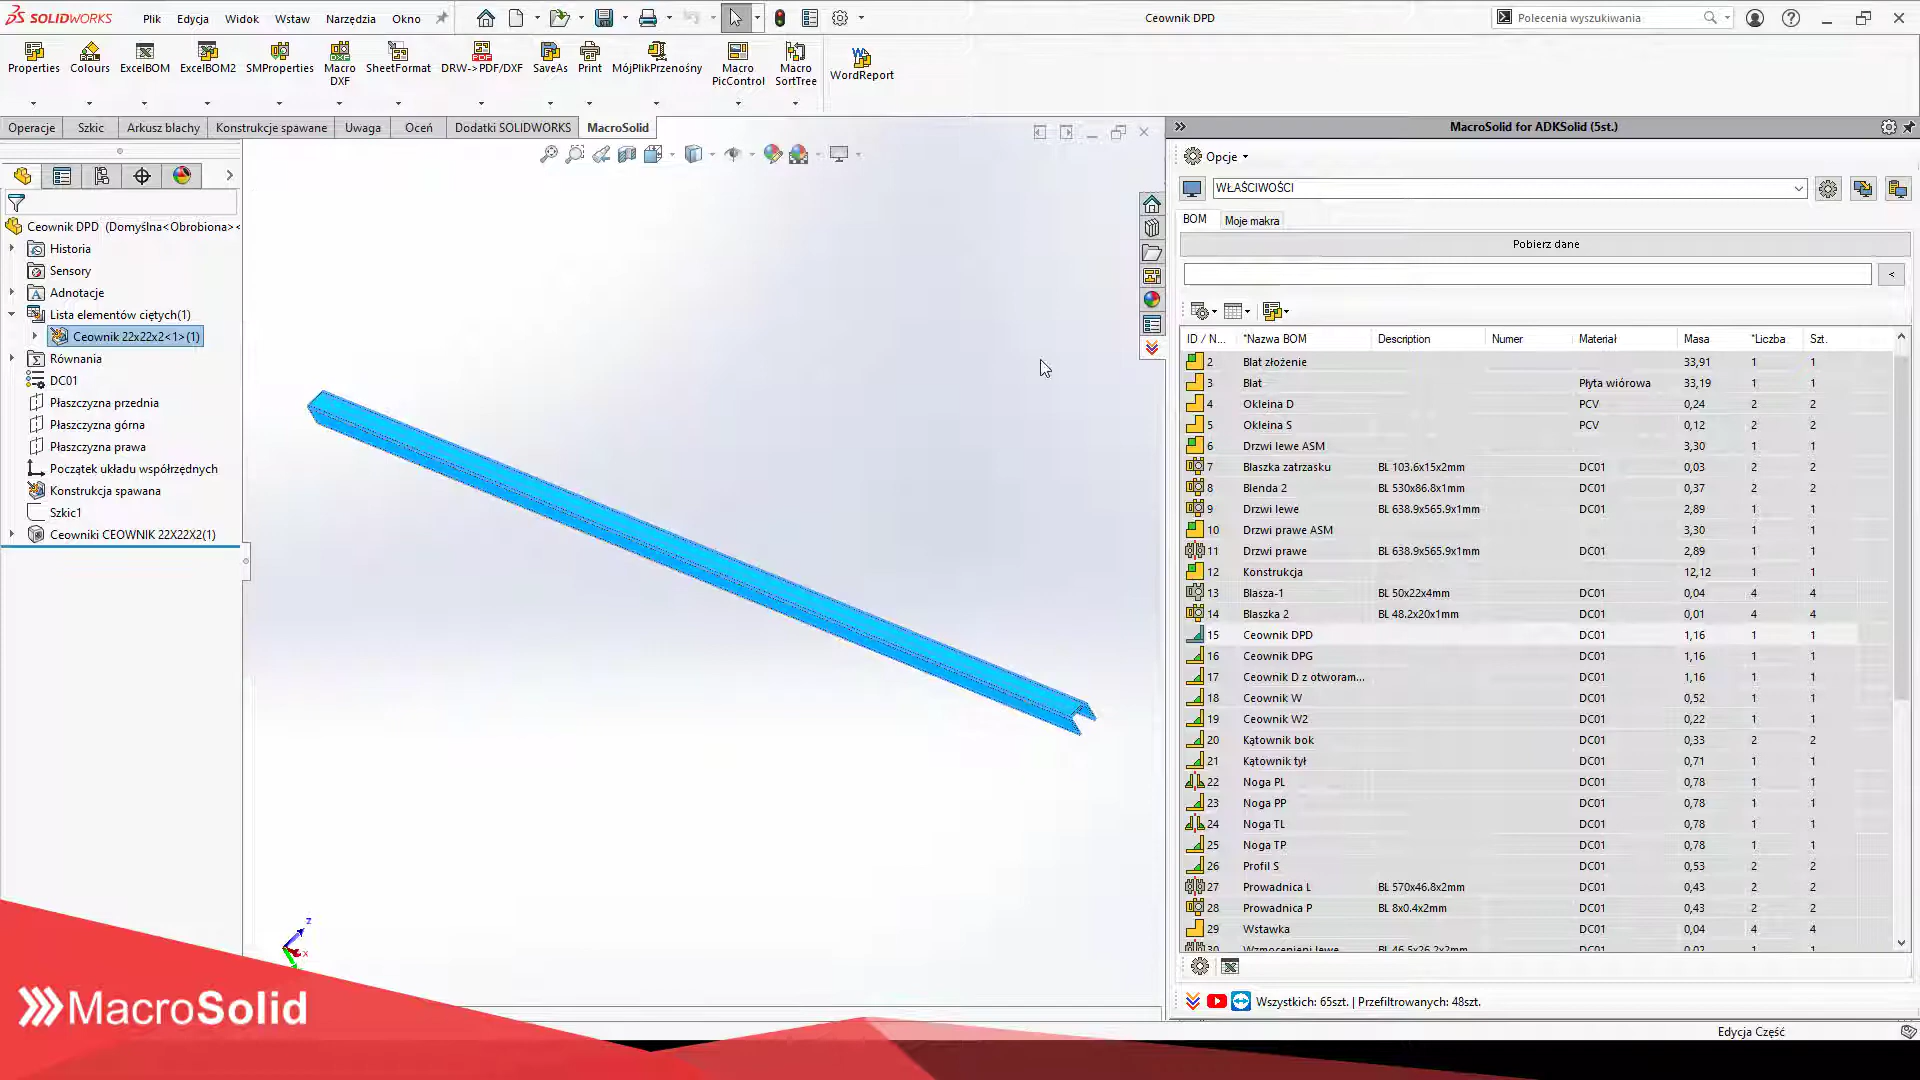 SOLIDWORKS Plik Edycja Widok Wstaw Narzędzia Okno Ceownik DPD Polecenia wyszukiwania
Properties Colours ExcelBOM ExcelBOM2 SMProperties Macro DXF SheetFormat DRW->PDF/DXF SaveAs Print MójPlikPrzenośny Macro PicControl Macro SortTree WordReport
Operacje Szkic Arkusz blachy Konstrukcje spawane Uwaga Oceń Dodatki SOLIDWORKS MacroSolid
MacroSolid for ADKSolid (5st.)
Opcje
WŁAŚCIWOŚCI
BOM Moje makra
Pobierz dane
<
Ceownik DPD (Domyślna<Obrobiona><
Historia
Sensory
Adnotacje
Lista elementów ciętych(1)
Ceownik 22x22x2<1>(1)
Równania
DC01
Płaszczyzna przednia
Płaszczyzna górna
Płaszczyzna prawa
Początek układu współrzędnych
Konstrukcja spawana
Szkic1
Ceowniki CEOWNIK 22X22X2(1)
ID / N... *Nazwa BOM Description Numer Materiał Masa *Liczba Szt.
2 Blat złożenie 33,91 1 1
3 Blat Płyta wiórowa 33,19 1 1
4 Okleina D PCV 0,24 2 2
5 Okleina S PCV 0,12 2 2
6 Drzwi lewe ASM 3,30 1 1
7 Blaszka zatrzasku BL 103.6x15x2mm DC01 0,03 2 2
8 Blenda 2 BL 530x86.8x1mm DC01 0,37 2 2
9 Drzwi lewe BL 638.9x565.9x1mm DC01 2,89 1 1
10 Drzwi prawe ASM 3,30 1 1
11 Drzwi prawe BL 638.9x565.9x1mm DC01 2,89 1 1
12 Konstrukcja 12,12 1 1
13 Blasza-1 BL 50x22x4mm DC01 0,04 4 4
14 Blaszka 2 BL 48.2x20x1mm DC01 0,01 4 4
15 Ceownik DPD DC01 1,16 1 1
16 Ceownik DPG DC01 1,16 1 1
17 Ceownik D z otworam... DC01 1,16 1 1
18 Ceownik W DC01 0,52 1 1
19 Ceownik W2 DC01 0,22 1 1
20 Kątownik bok DC01 0,33 2 2
21 Kątownik tył DC01 0,71 1 1
22 Noga PL DC01 0,78 1 1
23 Noga PP DC01 0,78 1 1
24 Noga TL DC01 0,78 1 1
25 Noga TP DC01 0,78 1 1
26 Profil S DC01 0,53 2 2
27 Prowadnica L BL 570x46.8x2mm DC01 0,43 2 2
28 Prowadnica P BL 8x0.4x2mm DC01 0,43 2 2
29 Wstawka DC01 0,04 4 4
30 Wzmocnieni lewe BL 46.5x26.2x2mm DC01 0,02 1 1
Z
X
Wszystkich: 65szt. | Przefiltrowanych: 48szt.
MacroSolid
Edycja Część